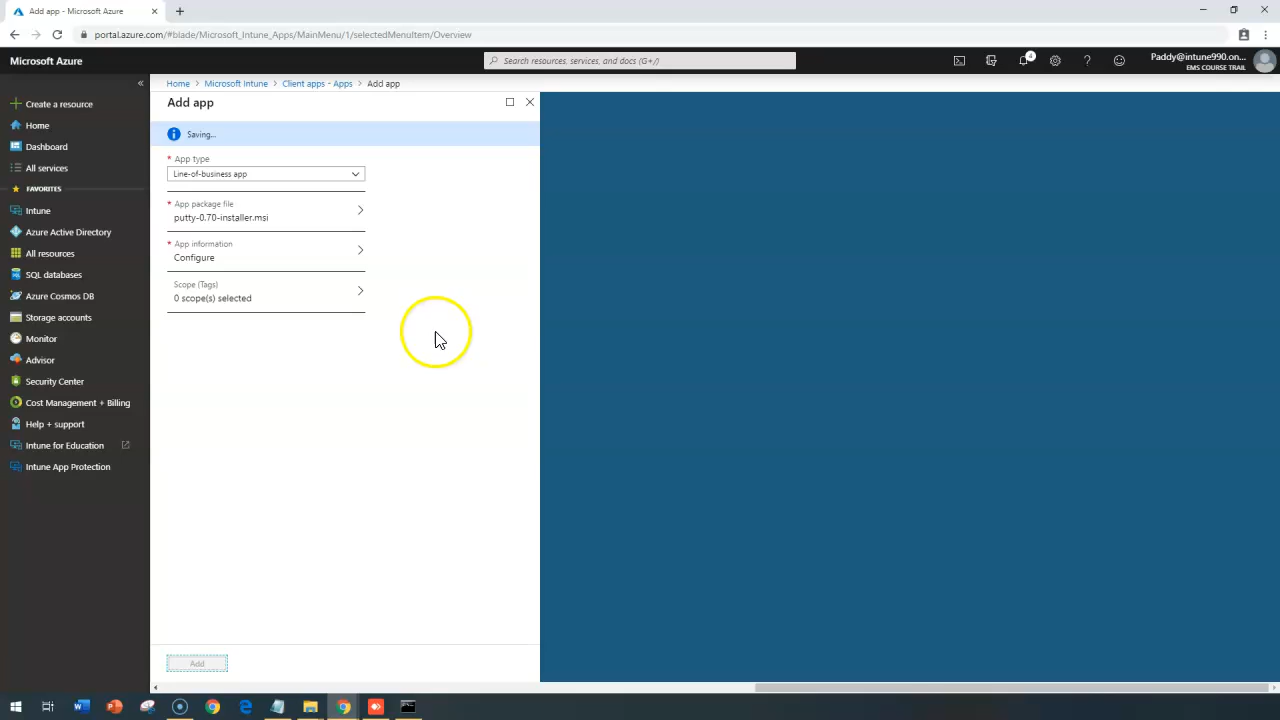 Add app - Microsoft Azure
portal.azure.com/#blade/Microsoft_Intune_Apps/MainMenu/1/selectedMenuItem/Overview
Microsoft Azure
Search resources, services, and docs (G+/)
4
Paddy@intune990.on...
EMS COURSE TRAIL
Home > Microsoft Intune > Client apps - Apps > Add app
Add app
Saving...
* App type
Line-of-business app
* App package file
putty-0.70-installer.msi
* App information
Configure
Scope (Tags)
0 scope(s) selected
Add
Create a resource
Home
Dashboard
All services
FAVORITES
Intune
Azure Active Directory
All resources
SQL databases
Azure Cosmos DB
Storage accounts
Monitor
Advisor
Security Center
Cost Management + Billing
Help + support
Intune for Education
Intune App Protection